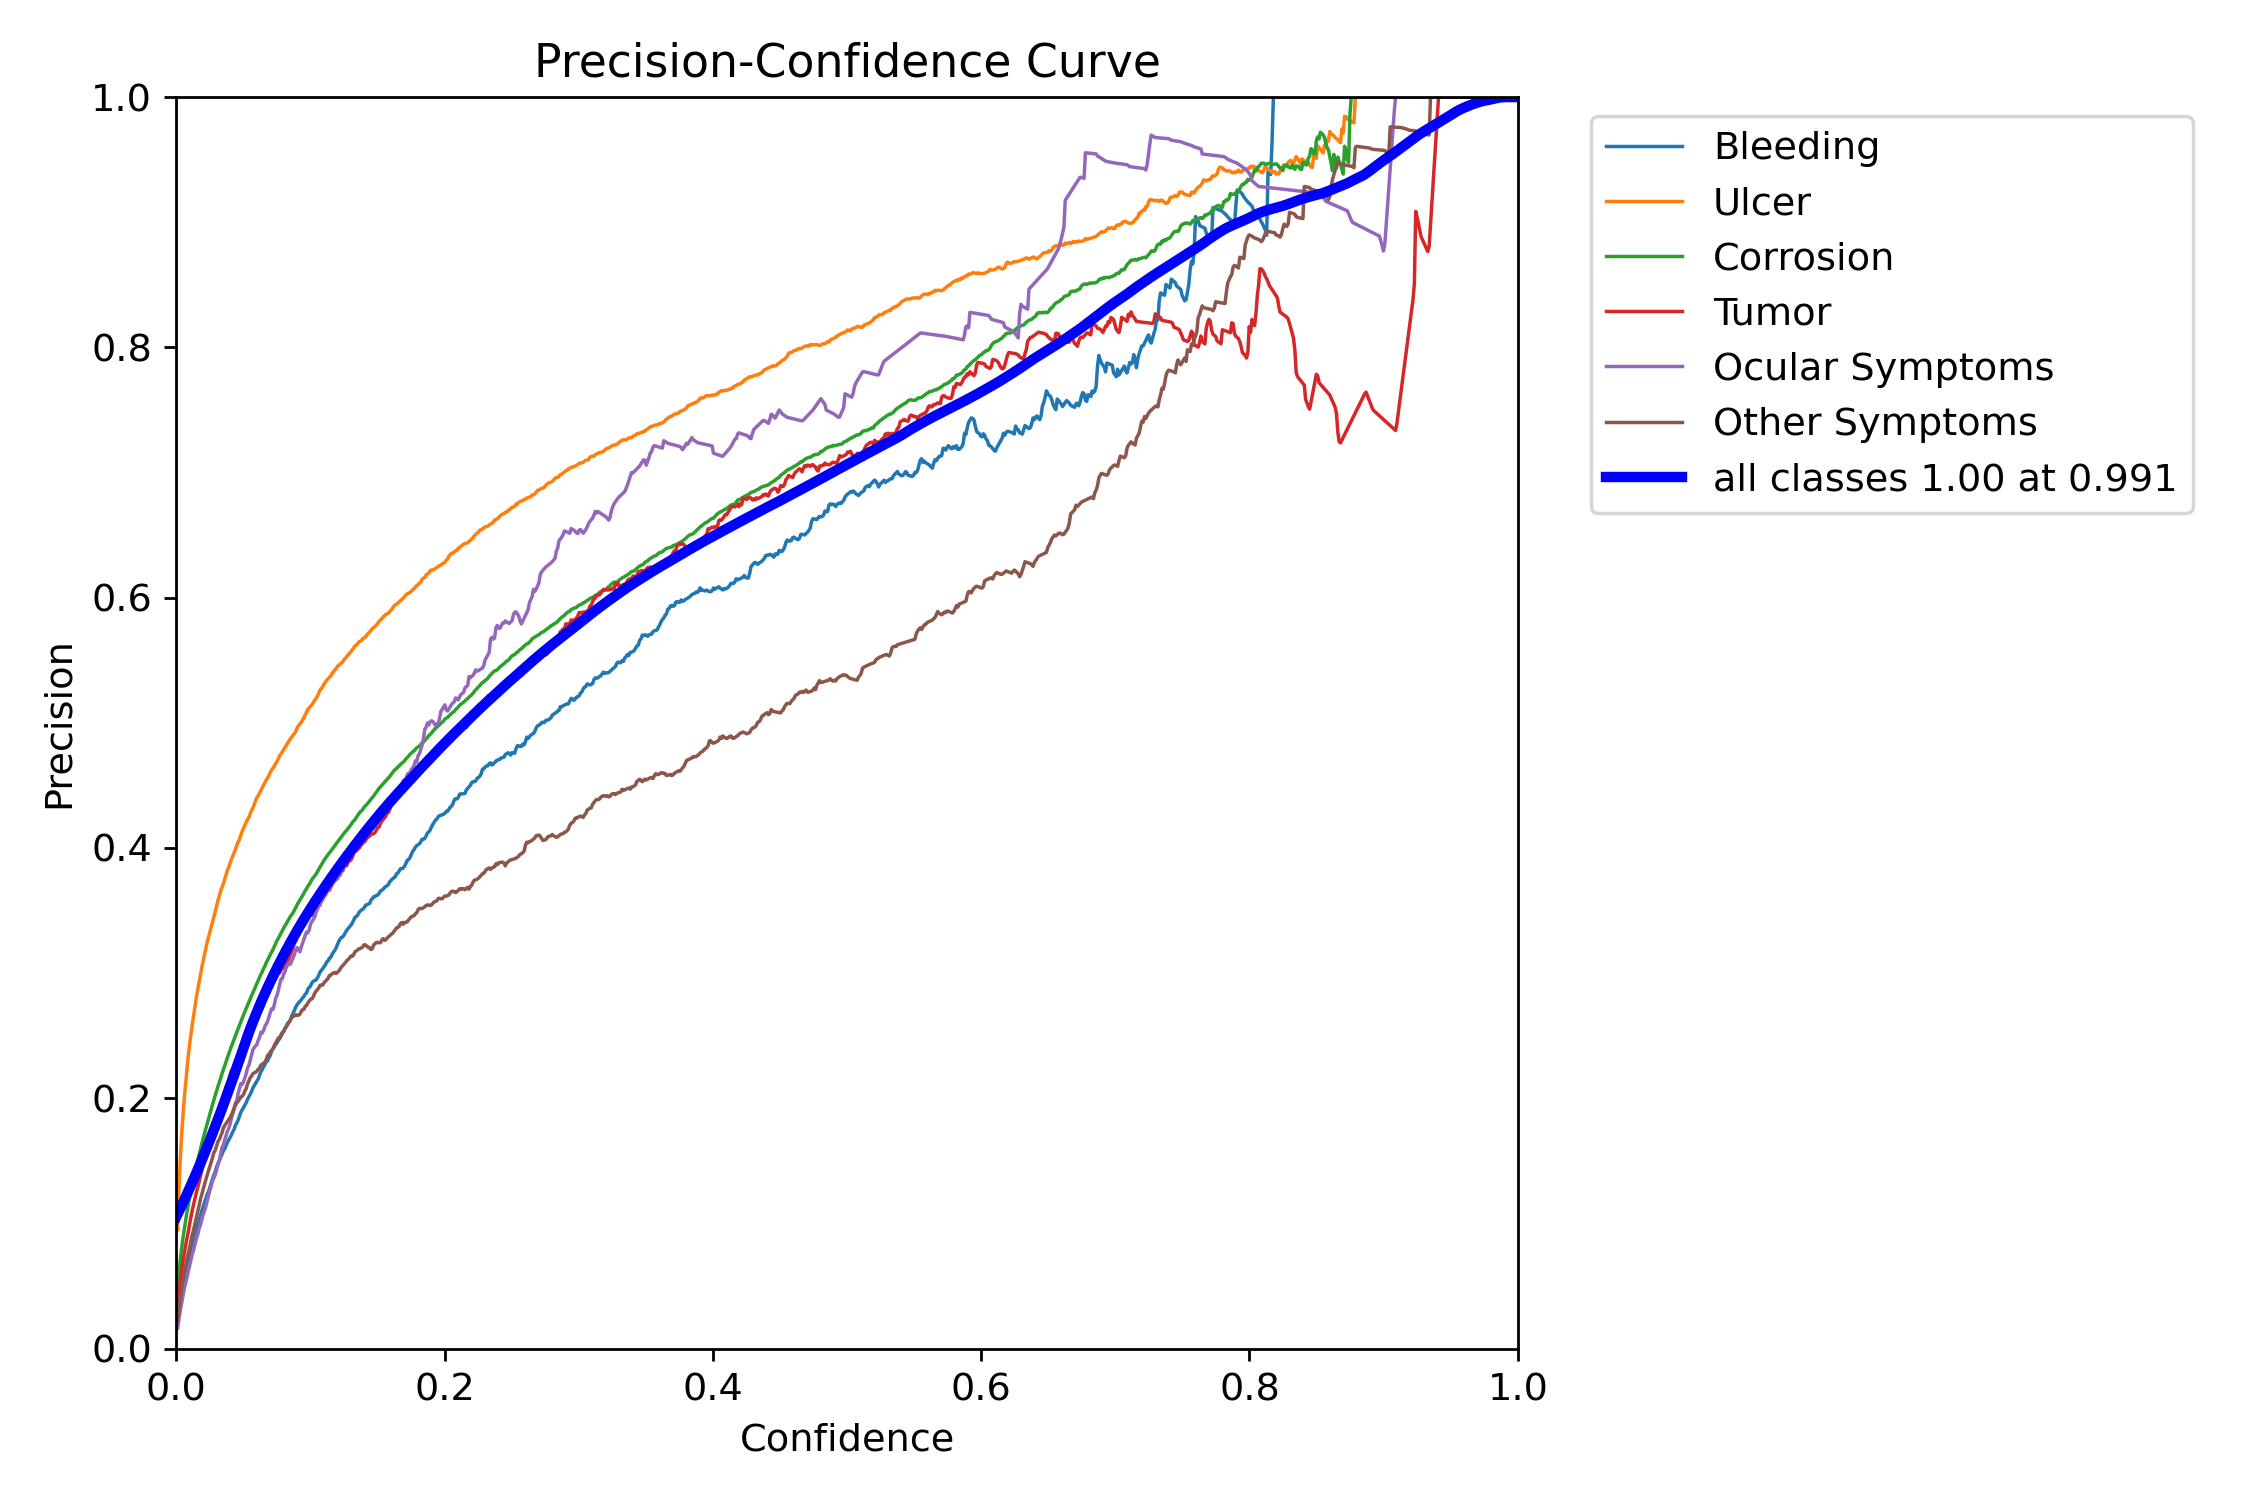 Precision-Confidence Curve
1.0
0.8
0.6
0.4
0.2
0.0
Precision
0.0 0.2 0.4 0.6 0.8 1.0
Confidence
Bleeding
Ulcer
Corrosion
Tumor
Ocular Symptoms
Other Symptoms
all classes 1.00 at 0.991